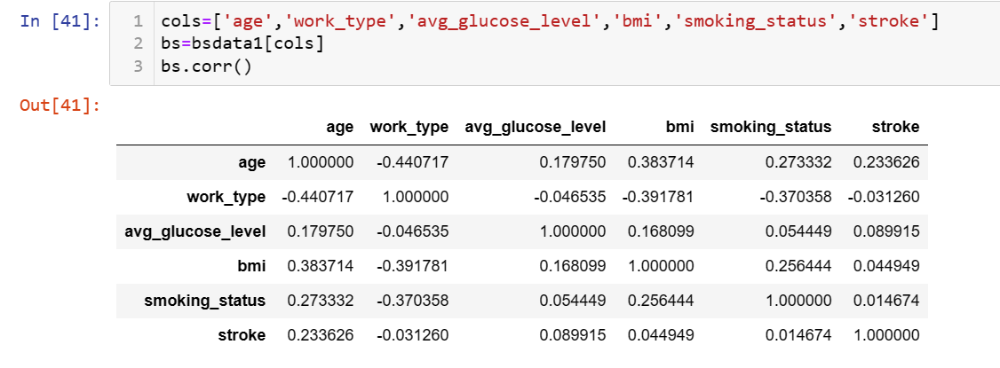 In [41]:
1 cols=['age','work_type','avg_glucose_level','bmi','smoking_status','stroke']
2 bs=bsdata1[cols]
3 bs.corr()
Out[41]:
age work_type avg_glucose_level bmi smoking_status stroke
age 1.000000 -0.440717 0.179750 0.383714 0.273332 0.233626
work_type -0.440717 1.000000 -0.046535 -0.391781 -0.370358 -0.031260
avg_glucose_level 0.179750 -0.046535 1.000000 0.168099 0.054449 0.089915
bmi 0.383714 -0.391781 0.168099 1.000000 0.256444 0.044949
smoking_status 0.273332 -0.370358 0.054449 0.256444 1.000000 0.014674
stroke 0.233626 -0.031260 0.089915 0.044949 0.014674 1.000000